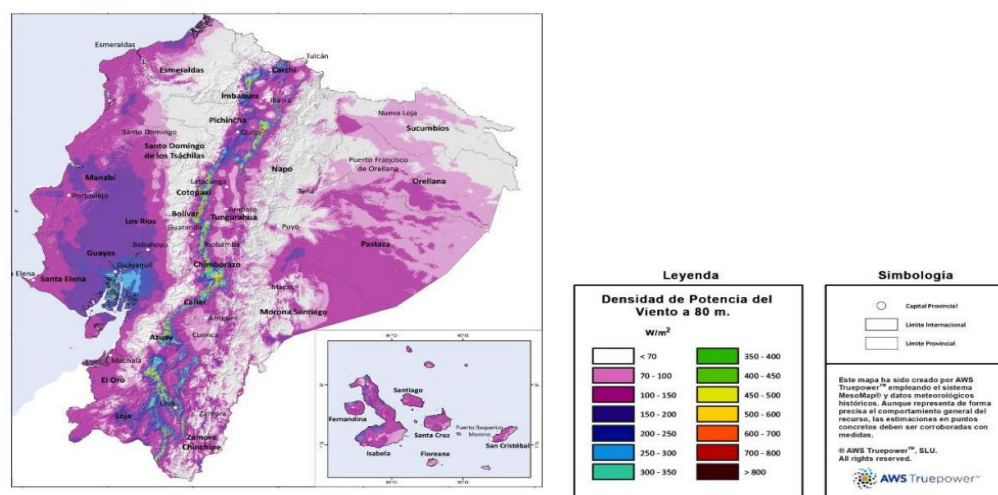 Esmeraldas
Tulcán
Esmeraldas
Carchi
Imbabura
Ibarra
Pichincha
Quito
Nueva Loja
Sucumbíos
Santo Domingo
Santo Domingo
de los Tsáchilas
Napo
Puerto Francisco
de Orellana
Orellana
Manabí
Portoviejo
Latacunga
Cotopaxi
Tena
Bolívar
Ambato
Tungurahua
Los Ríos
Guaranda
Puyo
Pastaza
Babahoyo
Riobamba
Guayas
Guayaquil
Elena
Santa Elena
Chimborazo
Macas
Cañar
Morona Santiago
Azogues
Azuay
Cuenca
Machala
El Oro
Loja
Zamora
Zamora
Chinchipe
Santiago
Fernandina
Santa Cruz
Puerto Baquerizo
Moreno
San Cristóbal
Isabela
Floreana
Leyenda
Densidad de Potencia del
Viento a 80 m.
W/m²
< 70
70 - 100
100 - 150
150 - 200
200 - 250
250 - 300
300 - 350
350 - 400
400 - 450
450 - 500
500 - 600
600 - 700
700 - 800
> 800
Simbología
Capital Provincial
Límite Internacional
Límite Provincial
Este mapa ha sido creado por AWS
Truepower™ empleando el sistema
MesoMap® y datos meteorológicos
históricos. Aunque representa de forma
precisa el comportamiento general del
recurso, las estimaciones en puntos
concretos deben ser corroboradas con
medidas.
© AWS Truepower™, SLU.
All rights reserved.
AWS Truepower™